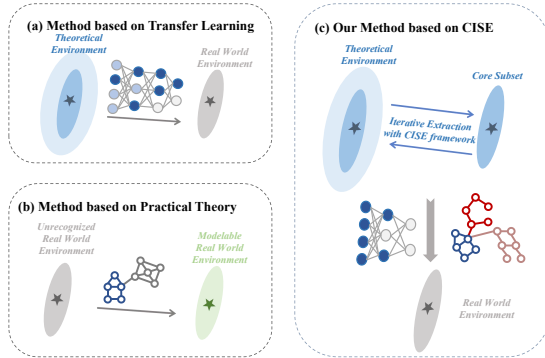 (a) Method based on Transfer Learning
Theoretical
Environment
Real World
Environment
(b) Method based on Practical Theory
Unrecognized
Real World
Environment
Modelable
Real World
Environment
(c) Our Method based on CISE
Theoretical
Environment
Core Subset
Iterative Extraction
with CISE framework
Real World
Environment